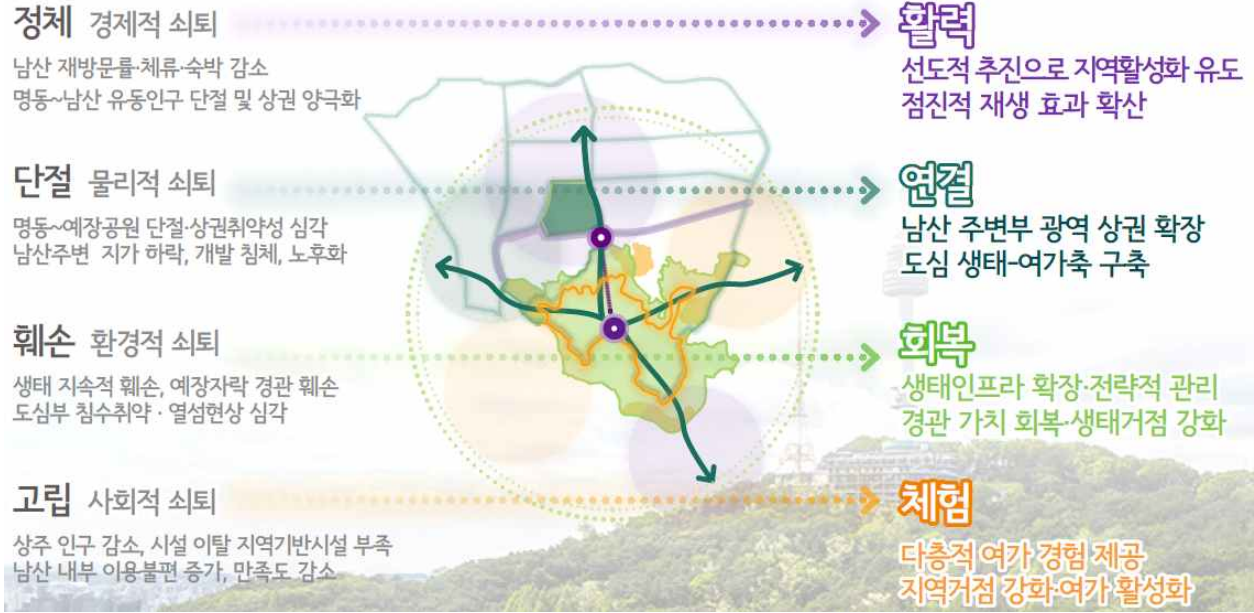 정체 경제적 쇠퇴
남산 재방문률·체류·숙박 감소
명동~남산 유동인구 단절 및 상권 양극화
활력
선도적 추진으로 지역활성화 유도
점진적 재생 효과 확산
단절 물리적 쇠퇴
명동~예장공원 단절·상권취약성 심각
남산주변 지가 하락, 개발 침체, 노후화
연결
남산 주변부 광역 상권 확장
도심 생태-여가축 구축
훼손 환경적 쇠퇴
생태 지속적 훼손, 예장자락 경관 훼손
도심부 침수취약 · 열섬현상 심각
회복
생태인프라 확장·전략적 관리
경관 가치 회복·생태거점 강화
고립 사회적 쇠퇴
상주 인구 감소, 시설 이탈 지역기반시설 부족
남산 내부 이용불편 증가, 만족도 감소
체험
다층적 여가 경험 제공
지역거점 강화·여가 활성화